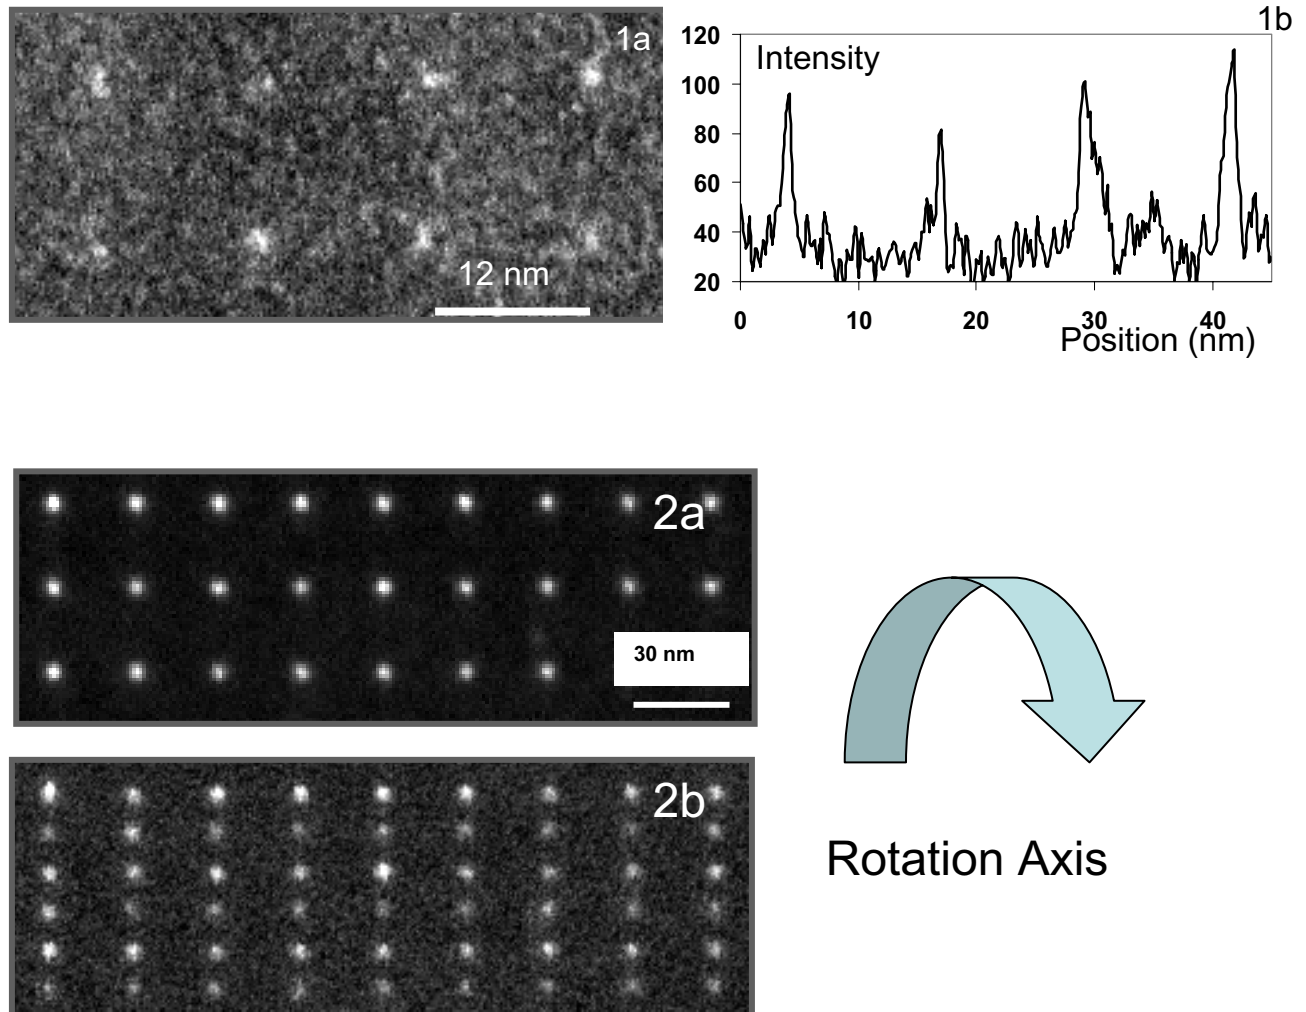 1a
12 nm
1b
Intensity
120
100
80
60
40
20
0 10 20 30 40
Position (nm)
2a
30 nm
2b
Rotation Axis